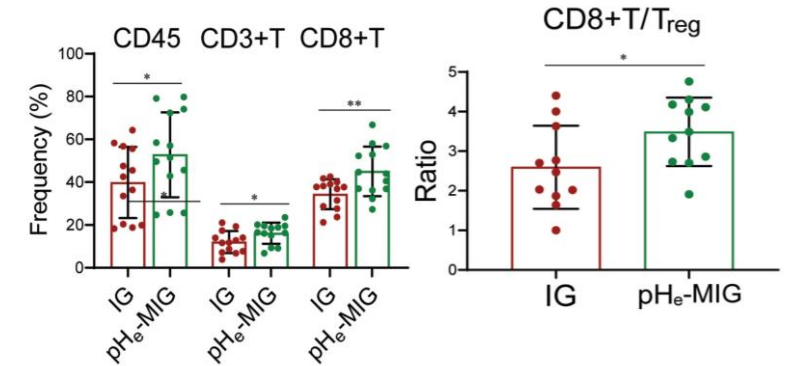 CD45 CD3+T CD8+T
Frequency (%)
100
80
60
40
20
0
*
*
*
**
IG
pHe-MIG
IG
pHe-MIG
IG
pHe-MIG
CD8+T/Treg
Ratio
5
4
3
2
1
0
*
IG
pHe-MIG